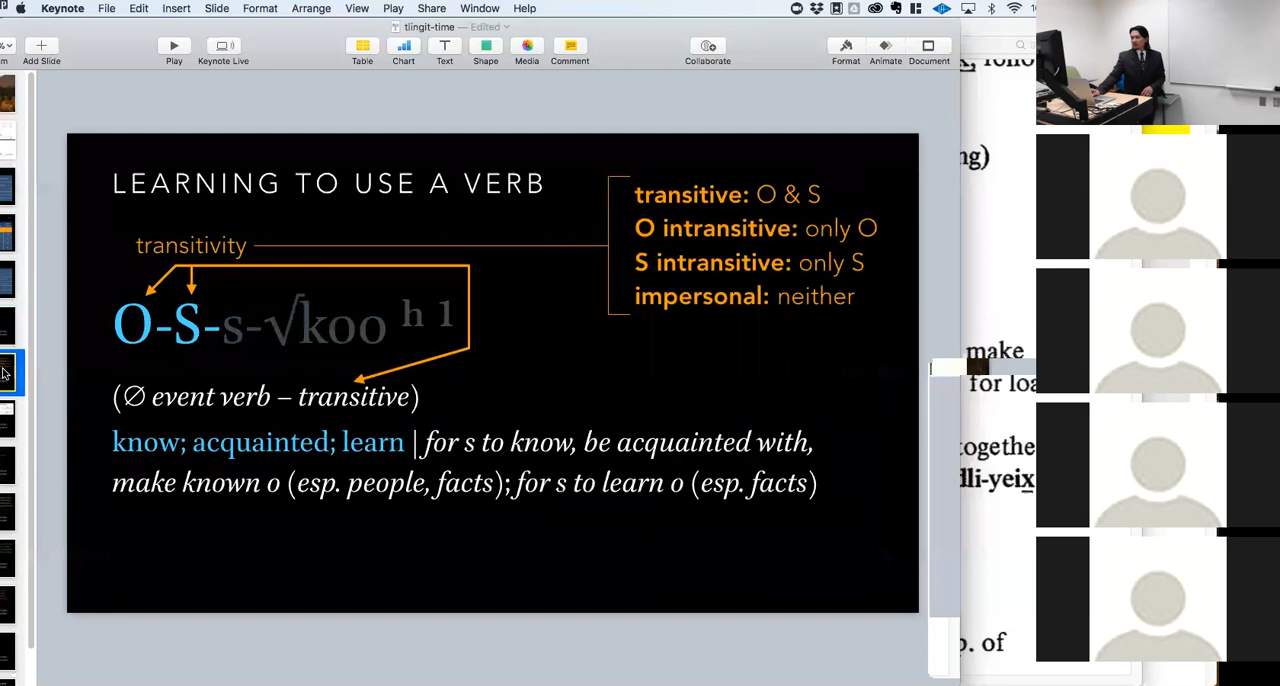 Keynote File Edit Insert Slide Format Arrange View Play Share Window Help
tlingit-time — Edited
Add Slide Play Keynote Live Table Chart Text Shape Media Comment Collaborate Format Animate Document
LEARNING TO USE A VERB
transitive: O & S
O intransitive: only O
S intransitive: only S
impersonal: neither
transitivity
O-S-s-√koo h 1
(∅ event verb – transitive)
know; acquainted; learn | for s to know, be acquainted with,
make known o (esp. people, facts); for s to learn o (esp. facts)
ng)
make
for loa
togethe
dli-yeix̲
p. of